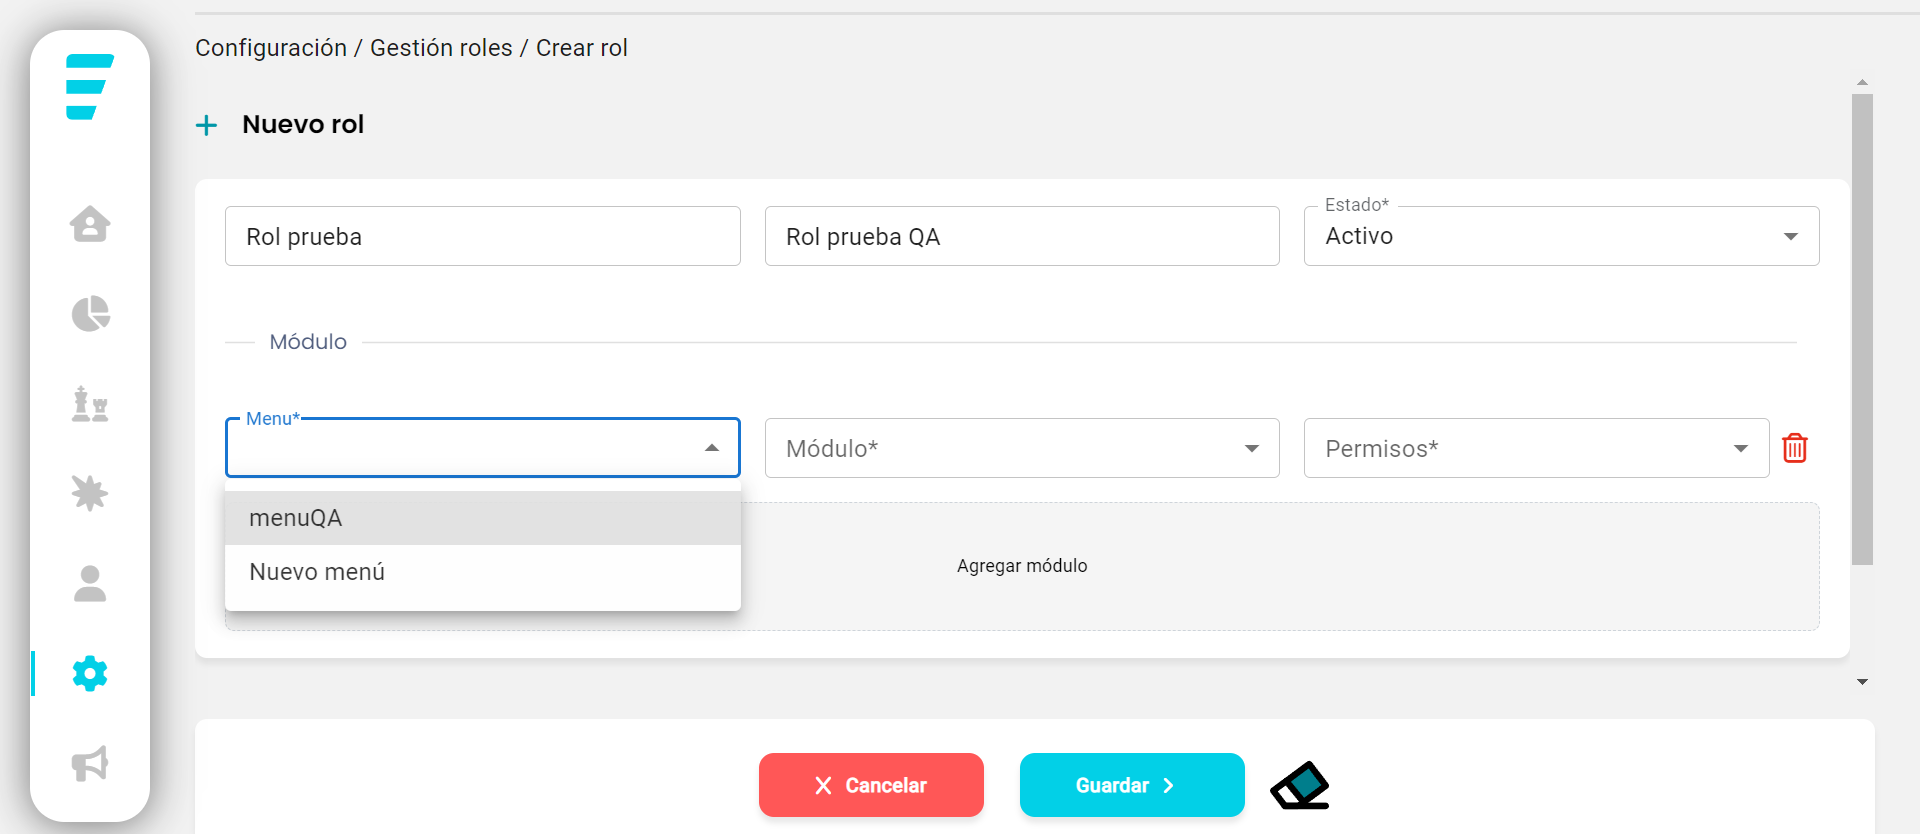 Configuración / Gestión roles / Crear rol
Nuevo rol
Rol prueba
Rol prueba QA
Estado*
Activo
Módulo
Menu*
Módulo*
Permisos*
menuQA
Nuevo menú
Agregar módulo
Cancelar
Guardar